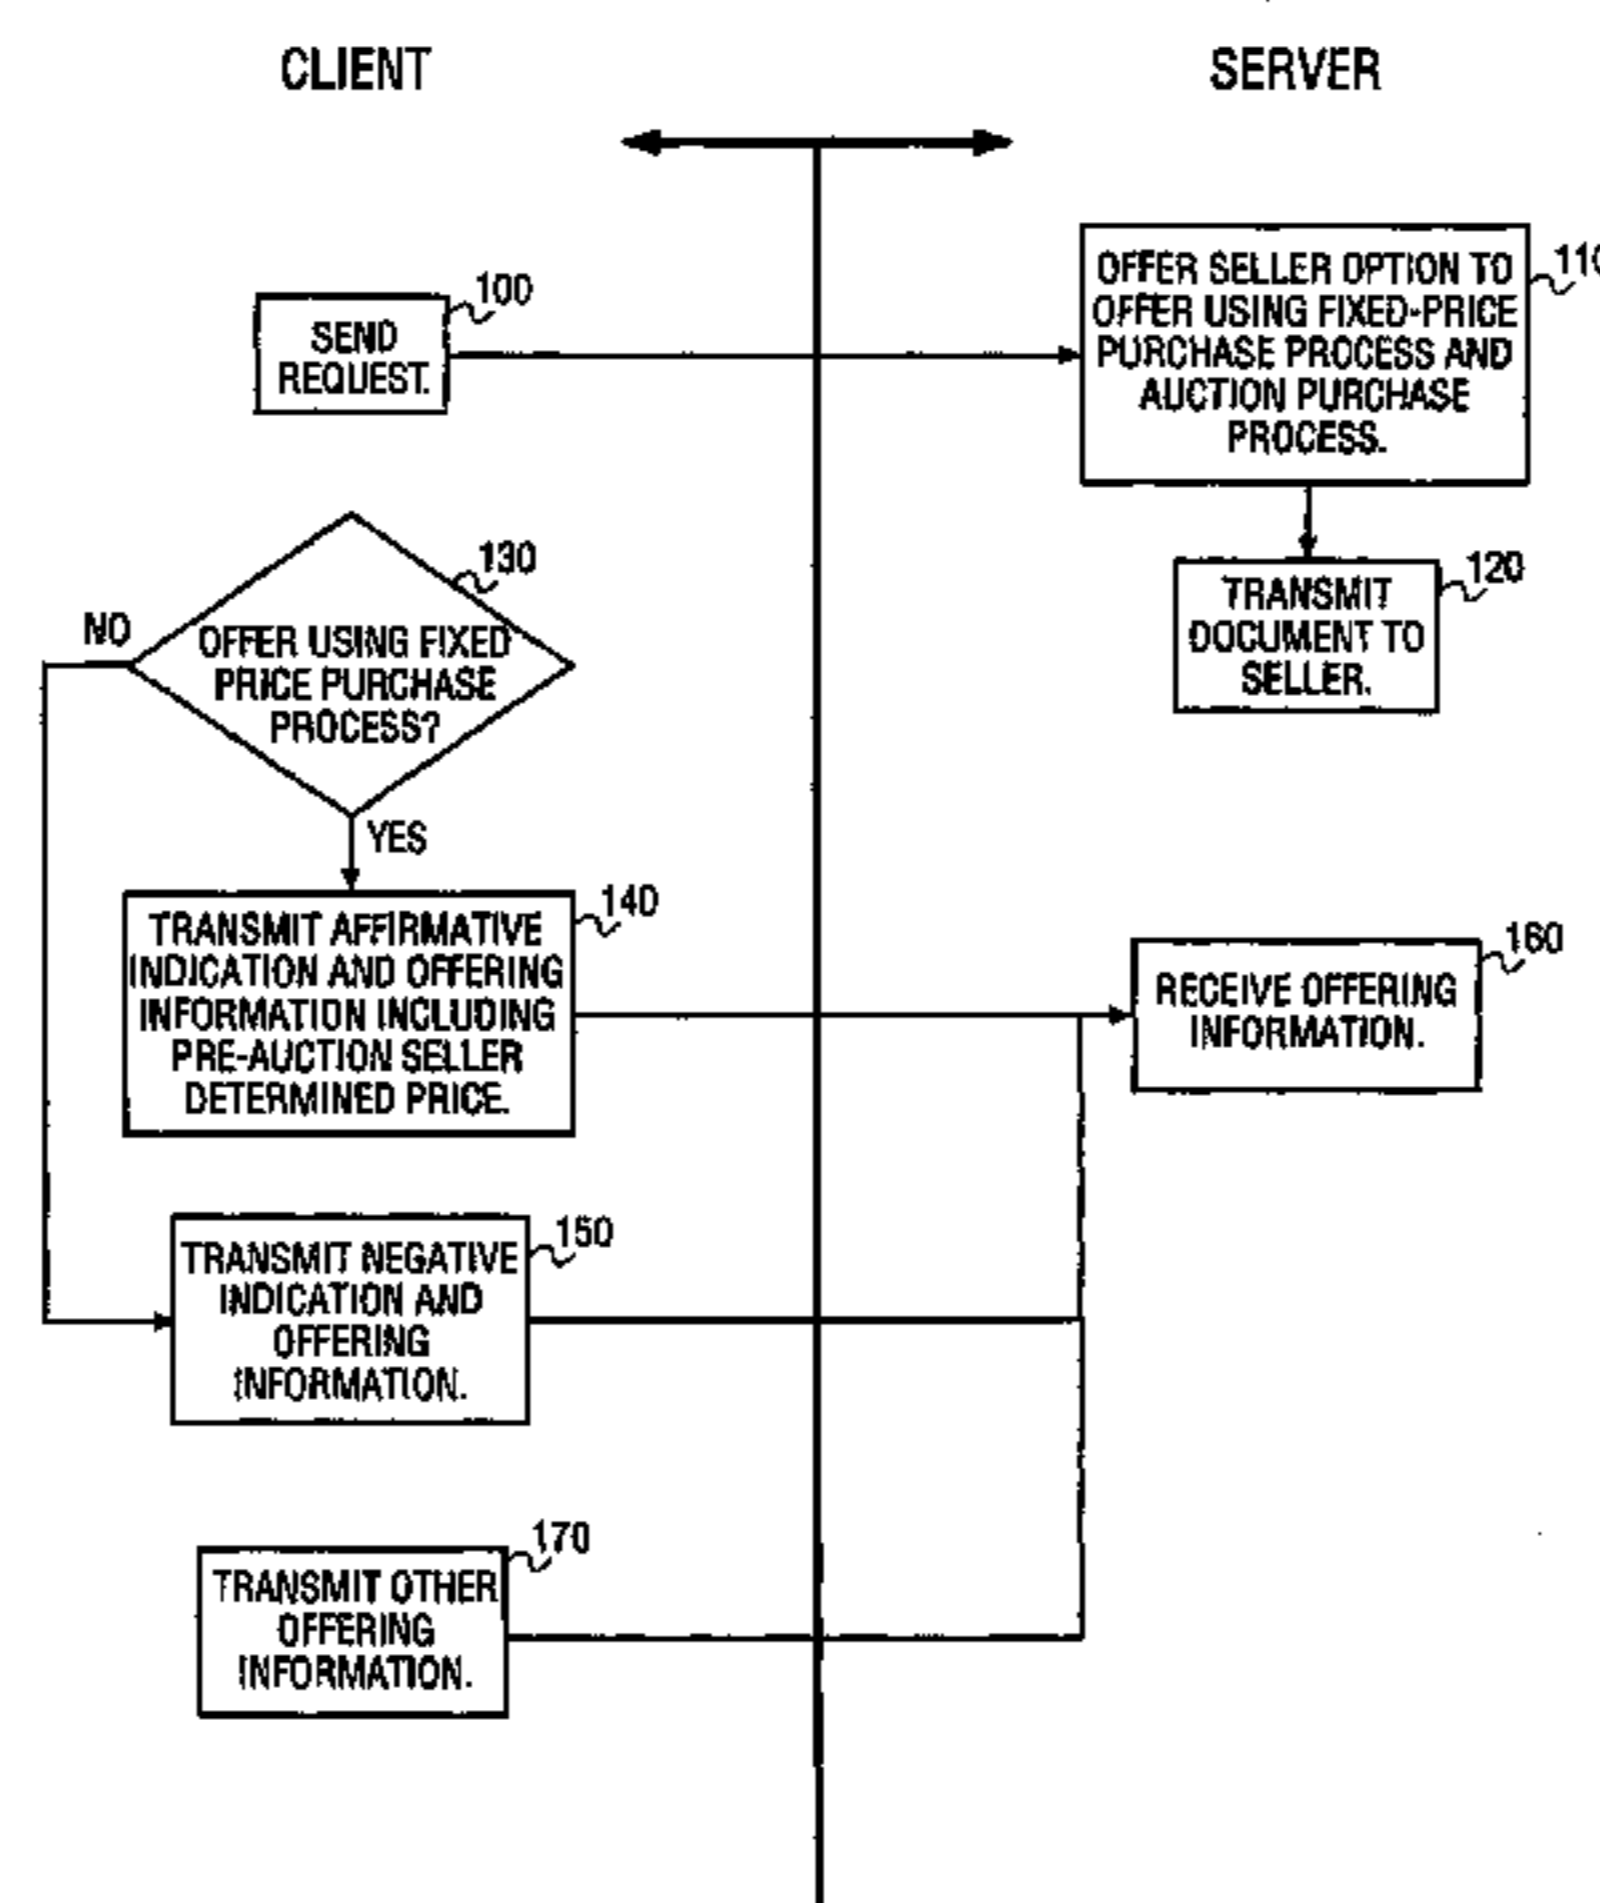 CLIENT
SERVER
100
SEND
REQUEST.
110
OFFER SELLER OPTION TO
OFFER USING FIXED-PRICE
PURCHASE PROCESS AND
AUCTION PURCHASE
PROCESS.
120
TRANSMIT
DOCUMENT TO
SELLER.
130
NO
OFFER USING FIXED
PRICE PURCHASE
PROCESS?
YES
140
TRANSMIT AFFIRMATIVE
INDICATION AND OFFERING
INFORMATION INCLUDING
PRE-AUCTION SELLER
DETERMINED PRICE.
160
RECEIVE OFFERING
INFORMATION.
150
TRANSMIT NEGATIVE
INDICATION AND
OFFERING
INFORMATION.
170
TRANSMIT OTHER
OFFERING
INFORMATION.